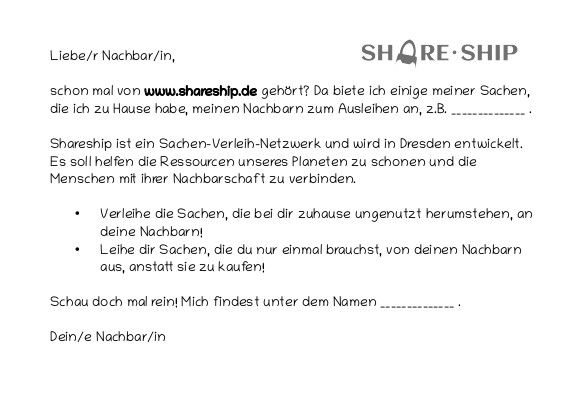 SHARE·SHIP
Liebe/r Nachbar/in,
schon mal von www.shareship.de gehört? Da biete ich einige meiner Sachen,
die ich zu Hause habe, meinen Nachbarn zum Ausleihen an, z.B. ______________ .
Shareship ist ein Sachen-Verleih-Netzwerk und wird in Dresden entwickelt.
Es soll helfen die Ressourcen unseres Planeten zu schonen und die
Menschen mit ihrer Nachbarschaft zu verbinden.
• Verleihe die Sachen, die bei dir zuhause ungenutzt herumstehen, an
deine Nachbarn!
• Leihe dir Sachen, die du nur einmal brauchst, von deinen Nachbarn
aus, anstatt sie zu kaufen!
Schau doch mal rein! Mich findest unter dem Namen ______________ .
Dein/e Nachbar/in